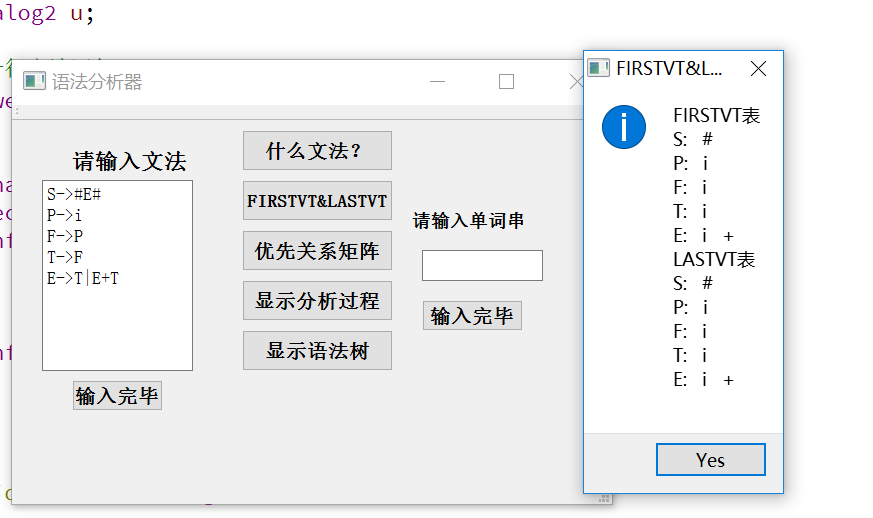 alog2 u;
语法分析器
请输入文法
S->#E#
P->i
F->P
T->F
E->T|E+T
输入完毕
什么文法？
FIRSTVT&LASTVT
优先关系矩阵
显示分析过程
显示语法树
请输入单词串
输入完毕
FIRSTVT&L...
FIRSTVT表
S: #
P: i
F: i
T: i
E: i +
LASTVT表
S: #
P: i
F: i
T: i
E: i +
Yes